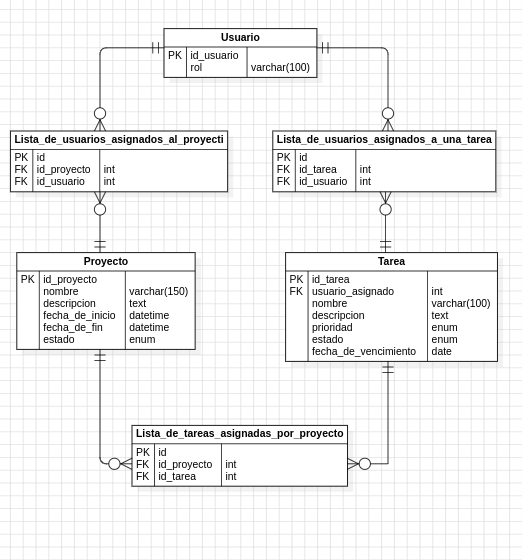 Usuario
PK id_usuario
rol varchar(100)
Lista_de_usuarios_asignados_al_proyecti
PK id
FK id_proyecto int
FK id_usuario int
Lista_de_usuarios_asignados_a_una_tarea
PK id
FK id_tarea int
FK id_usuario int
Proyecto
PK id_proyecto
nombre varchar(150)
descripcion text
fecha_de_inicio datetime
fecha_de_fin datetime
estado enum
Tarea
PK id_tarea
FK usuario_asignado int
nombre varchar(100)
descripcion text
prioridad enum
estado enum
fecha_de_vencimiento date
Lista_de_tareas_asignadas_por_proyecto
PK id
FK id_proyecto int
FK id_tarea int